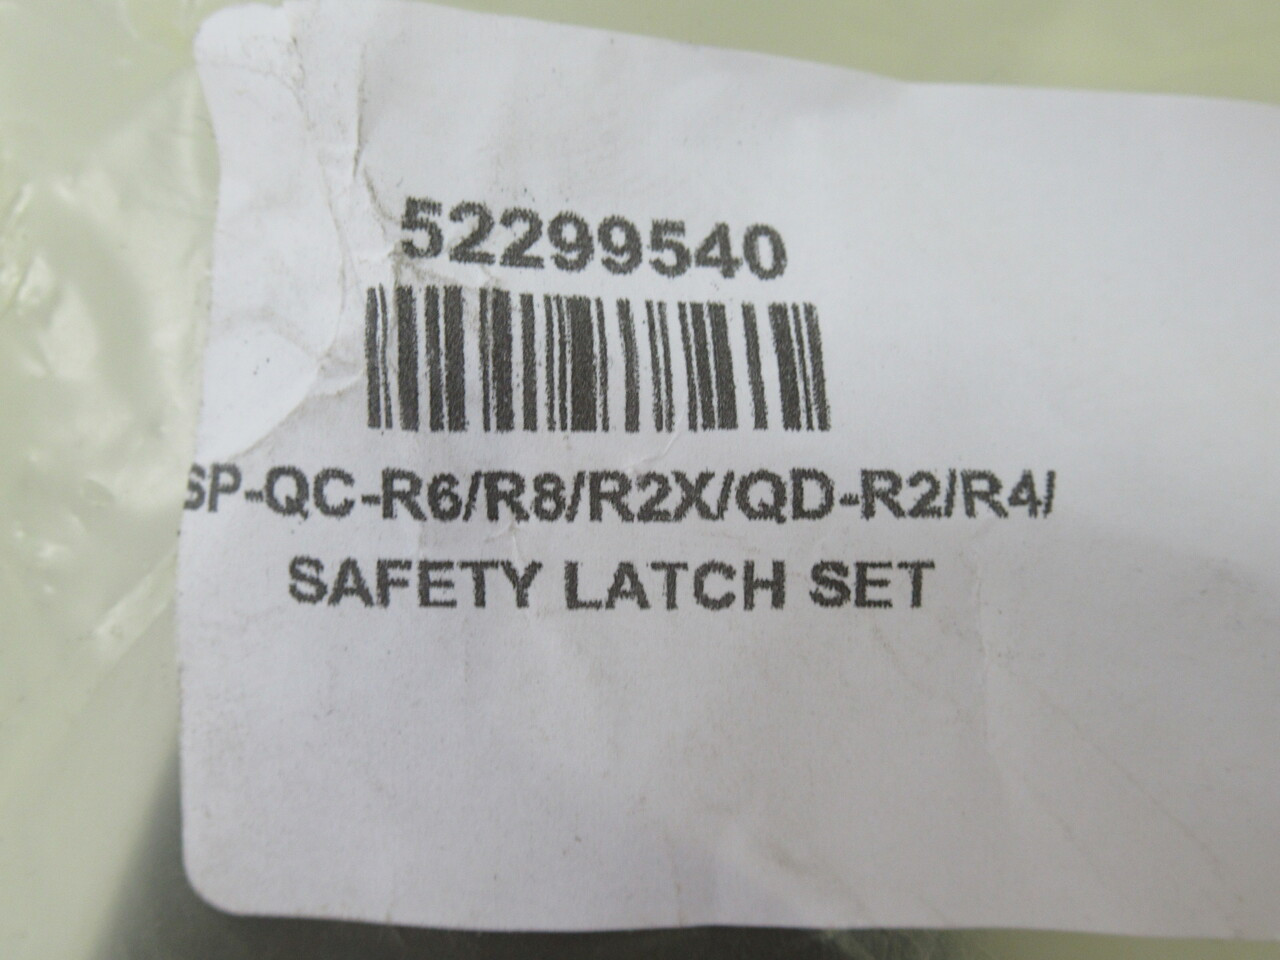 52299540
SP-QC-R6/R8/R2X/QD-R2/R4/
SAFETY LATCH SET